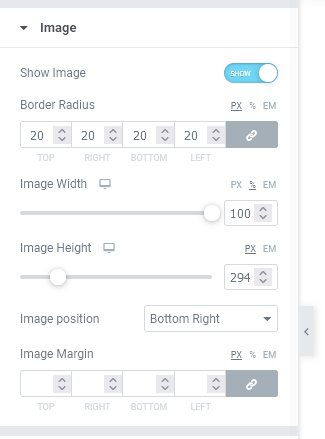 Image
Show Image SHOW
Border Radius PX % EM
20 20 20 20
TOP RIGHT BOTTOM LEFT
Image Width PX % EM
100
Image Height PX EM
294
Image position Bottom Right
Image Margin PX % EM
TOP RIGHT BOTTOM LEFT